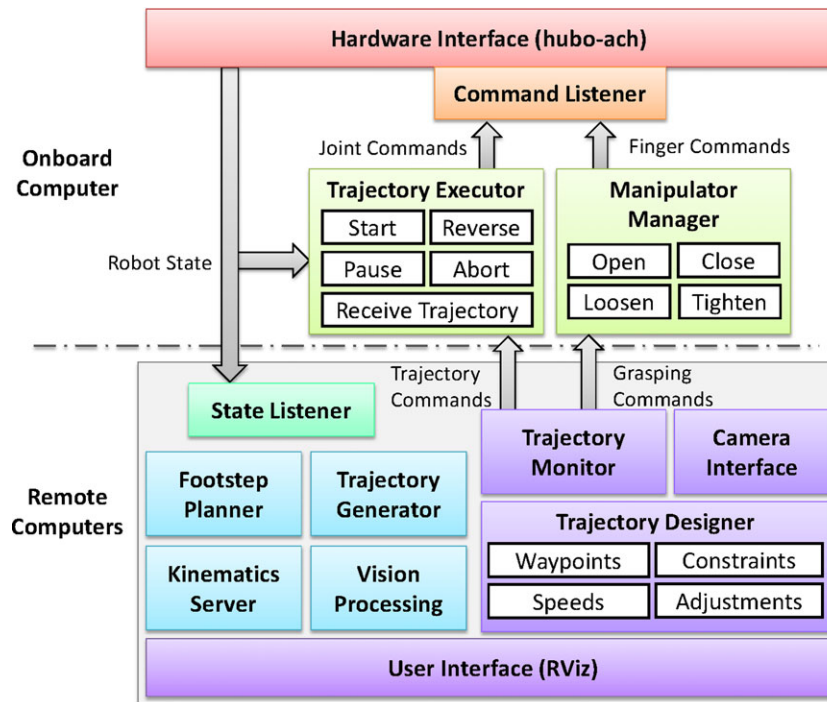 Hardware Interface (hubo-ach)
Command Listener
Onboard
Computer
Joint Commands
Finger Commands
Trajectory Executor
Start
Reverse
Pause
Abort
Receive Trajectory
Manipulator
Manager
Open
Close
Loosen
Tighten
Robot State
Trajectory
Commands
Grasping
Commands
State Listener
Remote
Computers
Footstep
Planner
Trajectory
Generator
Kinematics
Server
Vision
Processing
Trajectory
Monitor
Camera
Interface
Trajectory Designer
Waypoints
Constraints
Speeds
Adjustments
User Interface (RViz)